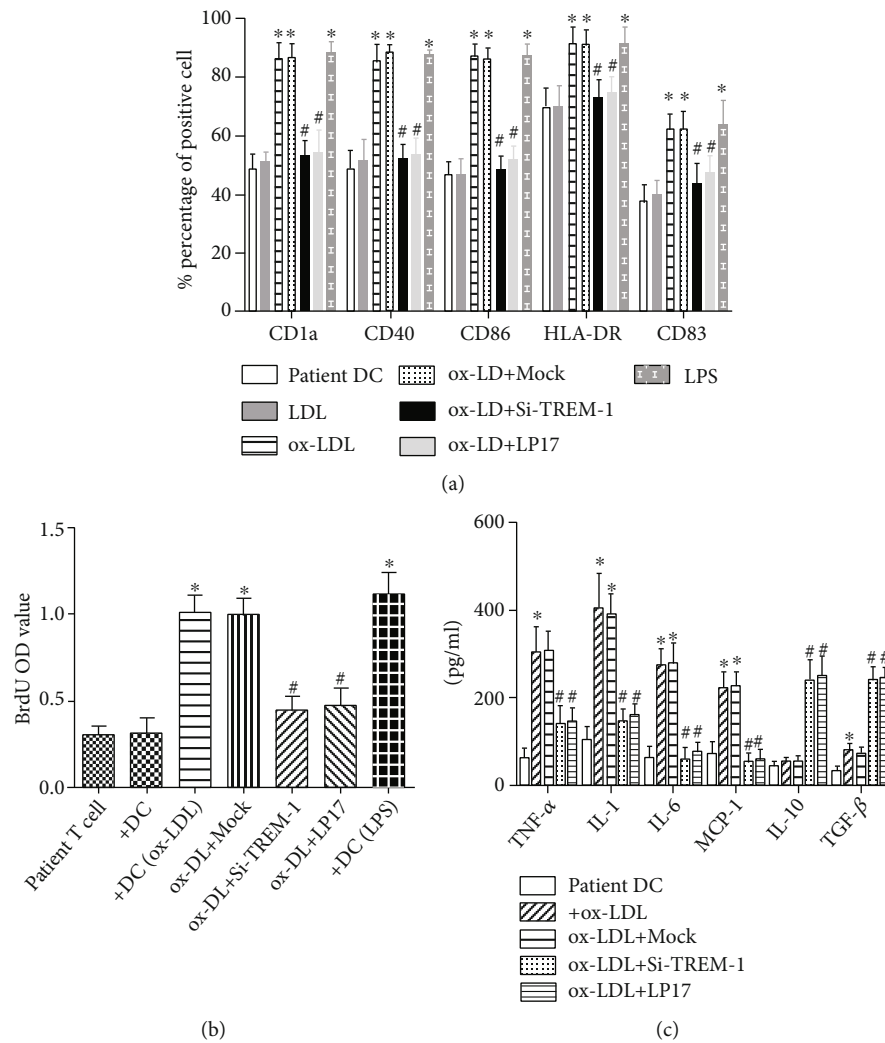 % percentage of positive cell
100
80
60
40
20
0
* * *
* * *
* * *
* * *
* * *
# #
# #
# #
# #
# #
CD1a CD40 CD86 HLA-DR CD83
Patient DC ox-LD+Mock LPS
LDL ox-LD+Si-TREM-1
ox-LDL ox-LD+LP17
(a)
BrdU OD value
1.5
1.0
0.5
0.0
* * # # *
Patient T cell
+DC
+DC (ox-LDL)
ox-DL+Mock
ox-DL+Si-TREM-1
ox-DL+LP17
+DC (LPS)
(b)
(pg/ml)
600
400
200
0
* # #
* * # #
* * # #
* * # #
# #
* # #
TNF-α IL-1 IL-6 MCP-1 IL-10 TGF-β
Patient DC
+ox-LDL
ox-LDL+Mock
ox-LDL+Si-TREM-1
ox-LDL+LP17
(c)